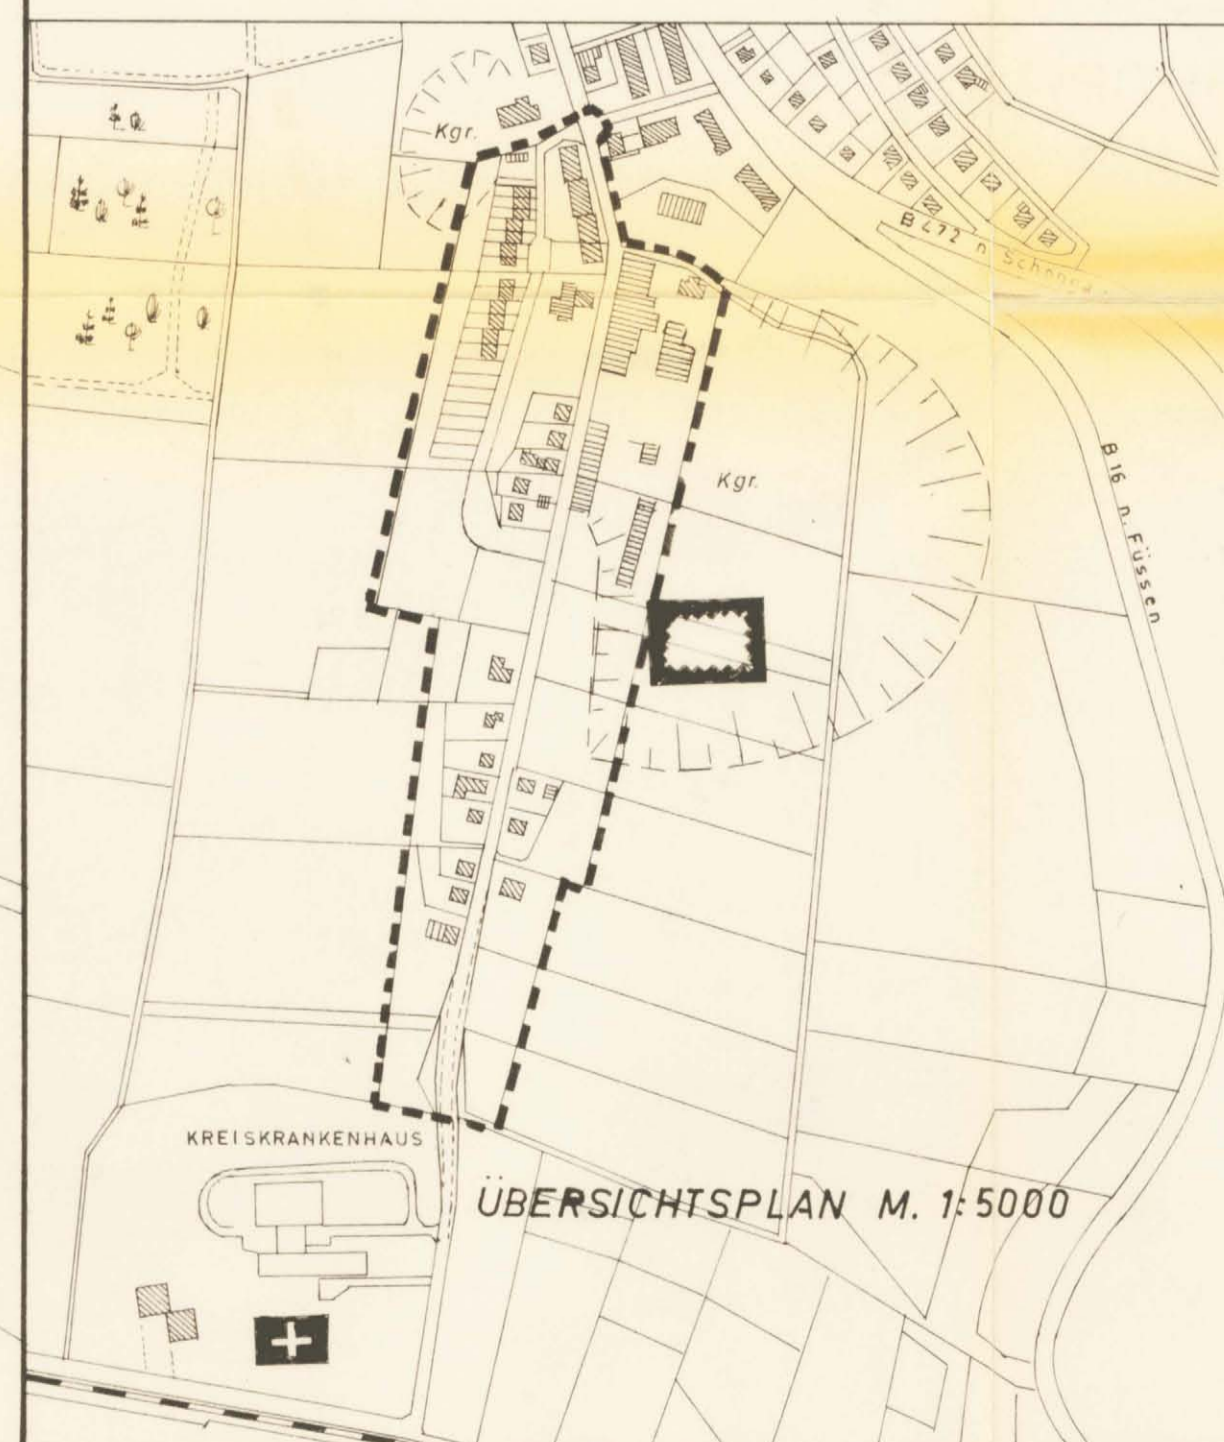 Kgr.
B 472 n. Schongau
Kgr.
B 16 n. Füssen
KREISKRANKENHAUS
ÜBERSICHTSPLAN M. 1:5000